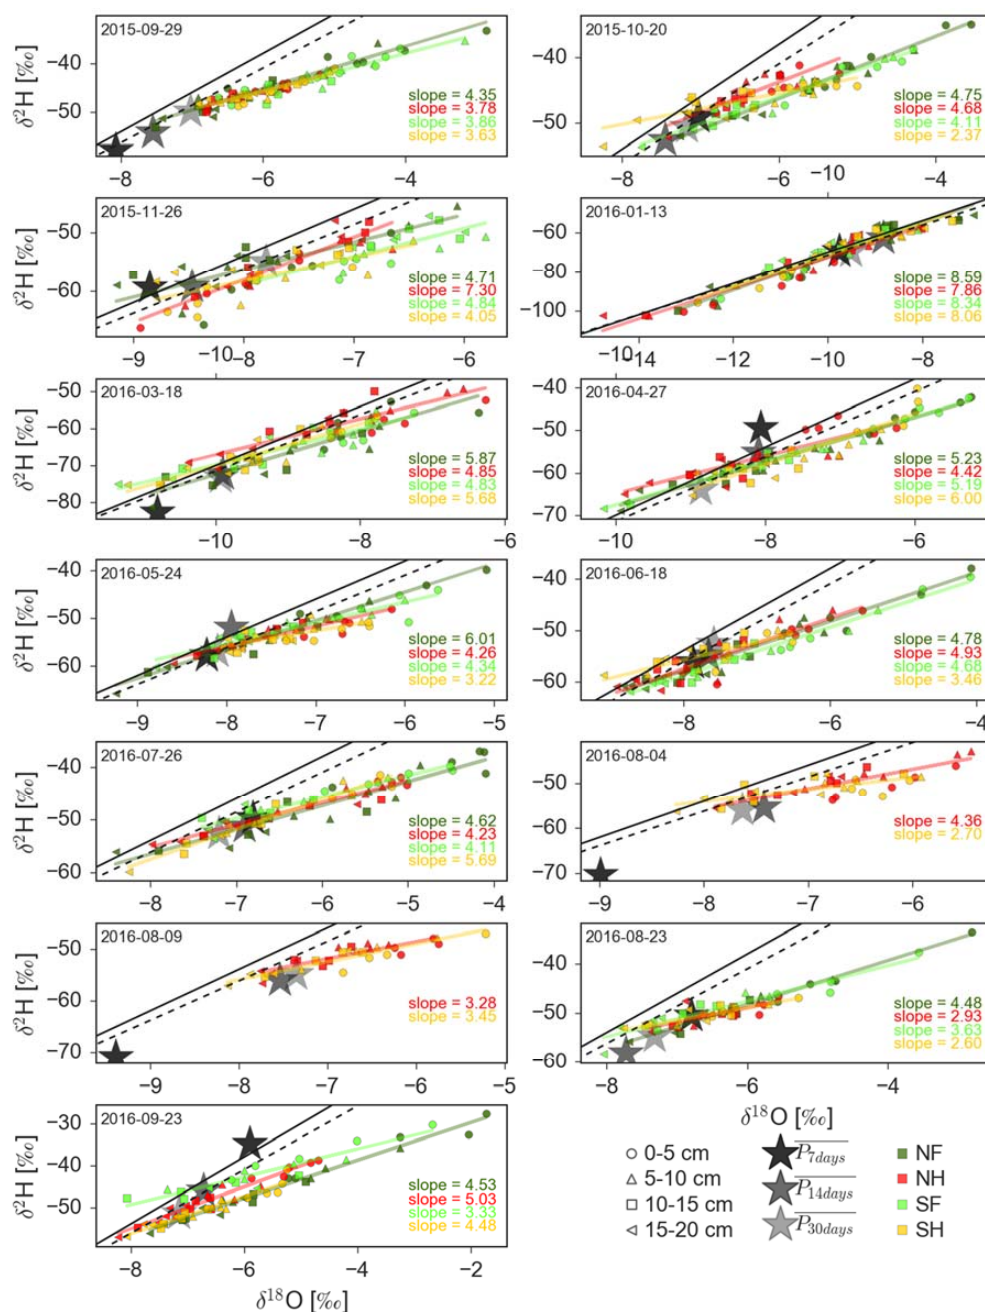 2015-09-29
δ²H [‰]
−40
−50
slope = 4.35
slope = 3.78
slope = 3.86
slope = 3.63
−8 −6 −4
2015-10-20
−40
−50
slope = 4.75
slope = 4.68
slope = 4.11
slope = 2.37
−8 −6 −4
−10
2015-11-26
δ²H [‰]
−50
−60
slope = 4.71
slope = 7.30
slope = 4.84
slope = 4.05
−9 −8 −7 −6
−10
2016-01-13
−60
−80
−100
slope = 8.59
slope = 7.86
slope = 8.34
slope = 8.06
−14 −12 −10 −8
−10
2016-03-18
δ²H [‰]
−50
−60
−70
−80
slope = 5.87
slope = 4.85
slope = 4.83
slope = 5.68
−10 −8 −6
2016-04-27
−40
−50
−60
−70
slope = 5.23
slope = 4.42
slope = 5.19
slope = 6.00
−10 −8 −6
2016-05-24
δ²H [‰]
−40
−50
−60
slope = 6.01
slope = 4.26
slope = 4.34
slope = 3.22
−9 −8 −7 −6 −5
2016-06-18
−40
−50
−60
slope = 4.78
slope = 4.93
slope = 4.68
slope = 3.46
−8 −6 −4
2016-07-26
δ²H [‰]
−40
−50
−60
slope = 4.62
slope = 4.23
slope = 4.11
slope = 5.69
−8 −7 −6 −5 −4
2016-08-04
−50
−60
−70
slope = 4.36
slope = 2.70
−9 −8 −7 −6
2016-08-09
δ²H [‰]
−50
−60
−70
slope = 3.28
slope = 3.45
−9 −8 −7 −6 −5
2016-08-23
−40
−50
−60
slope = 4.48
slope = 2.93
slope = 3.63
slope = 2.60
−8 −6 −4
δ¹⁸O [‰]
2016-09-23
δ²H [‰]
−30
−40
−50
slope = 4.53
slope = 5.03
slope = 3.33
slope = 4.48
−8 −6 −4 −2
δ¹⁸O [‰]
0-5 cm
5-10 cm
10-15 cm
15-20 cm
P7days
P14days
P30days
NF
NH
SF
SH